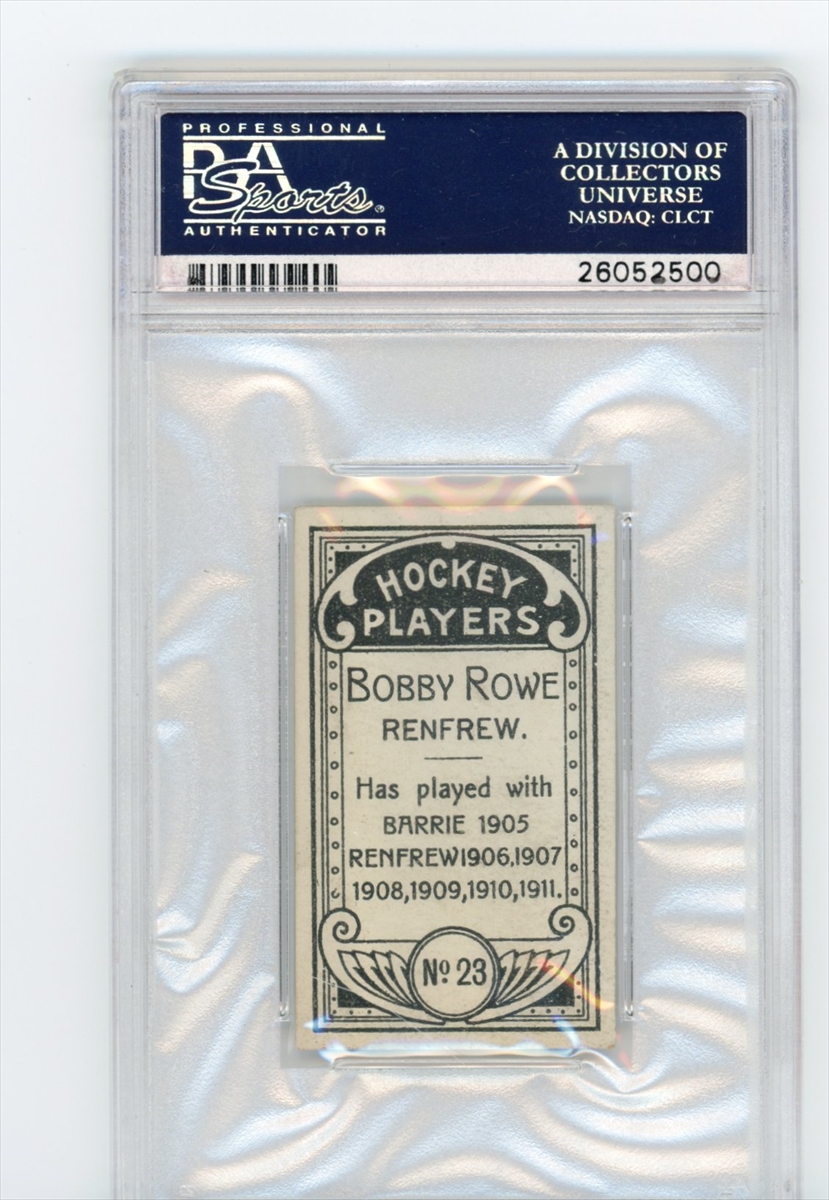 PROFESSIONAL
PSA
Sports®
AUTHENTICATOR
A DIVISION OF
COLLECTORS
UNIVERSE
NASDAQ: CLCT
26052500
HOCKEY
PLAYERS
BOBBY ROWE
RENFREW.
Has played with
BARRIE 1905
RENFREW 1906,1907
1908,1909,1910,1911.
Nº 23